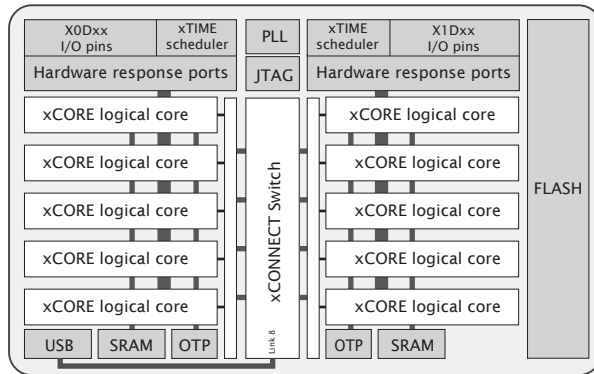 X0Dxx
I/O pins
xTIME
scheduler
PLL
xTIME
scheduler
X1Dxx
I/O pins
Hardware response ports
JTAG
Hardware response ports
xCORE logical core
xCORE logical core
xCORE logical core
xCORE logical core
xCORE logical core
xCONNECT Switch
Link 8
xCORE logical core
xCORE logical core
xCORE logical core
xCORE logical core
xCORE logical core
FLASH
USB
SRAM
OTP
OTP
SRAM